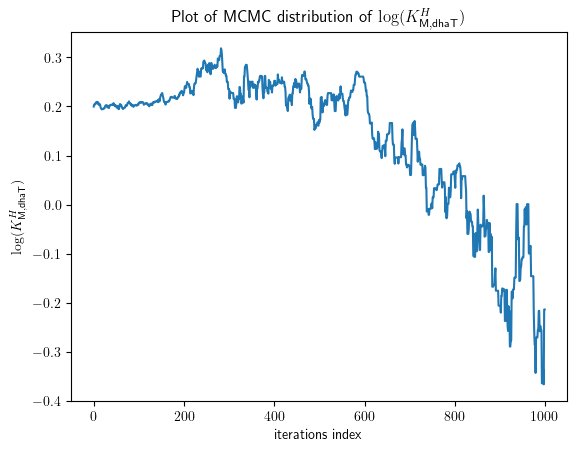 Plot of MCMC distribution of log(K^H_M,dhaT)
log(K^H_M,dhaT)
0.3
0.2
0.1
0.0
−0.1
−0.2
−0.3
−0.4
0 200 400 600 800 1000
iterations index